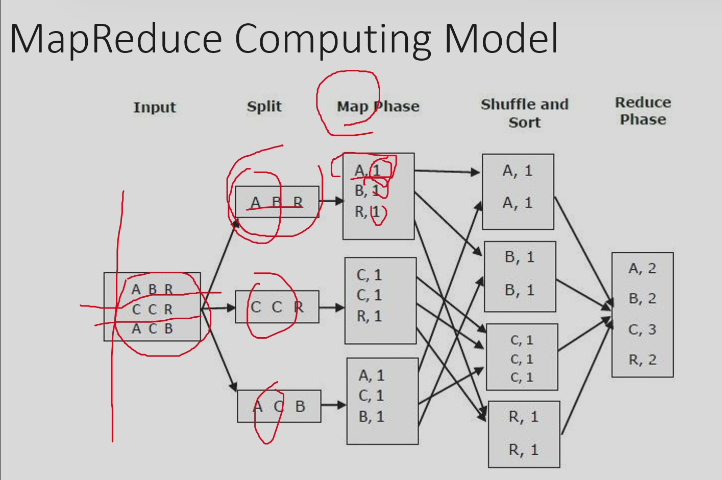 MapReduce Computing Model
Input
Split
Map Phase
Shuffle and
Sort
Reduce
Phase
A B R
C C R
A C B
A B R
C C R
A C B
A, 1
B, 1
R, 1
C, 1
C, 1
R, 1
A, 1
C, 1
B, 1
A, 1
A, 1
B, 1
B, 1
C, 1
C, 1
C, 1
R, 1
R, 1
A, 2
B, 2
C, 3
R, 2